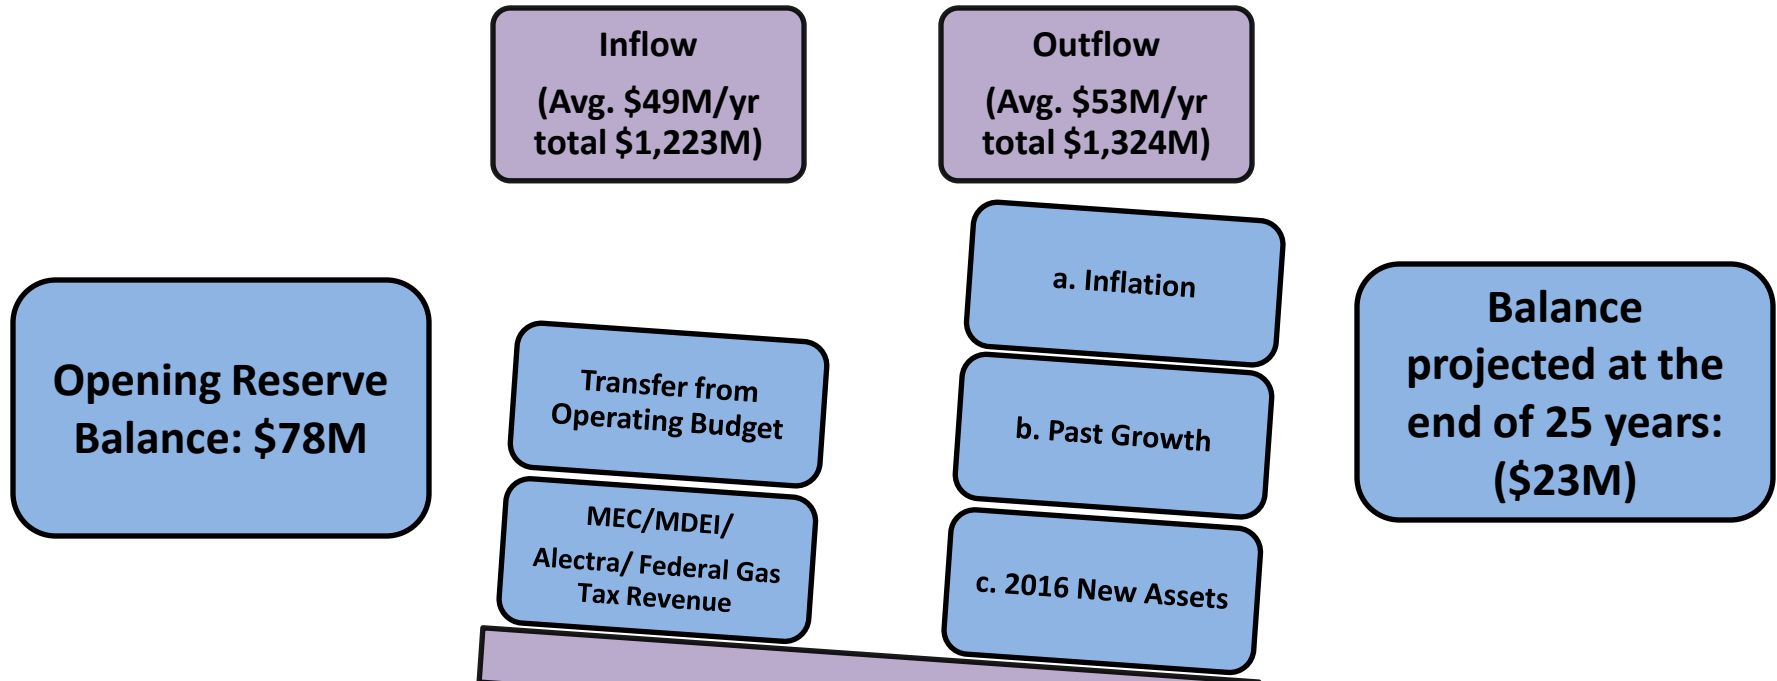 Inflow
(Avg. $49M/yr
total $1,223M)
Outflow
(Avg. $53M/yr
total $1,324M)
Opening Reserve
Balance: $78M
Transfer from
Operating Budget
MEC/MDEI/
Alectra/ Federal Gas
Tax Revenue
a. Inflation
b. Past Growth
c. 2016 New Assets
Balance
projected at the
end of 25 years:
($23M)